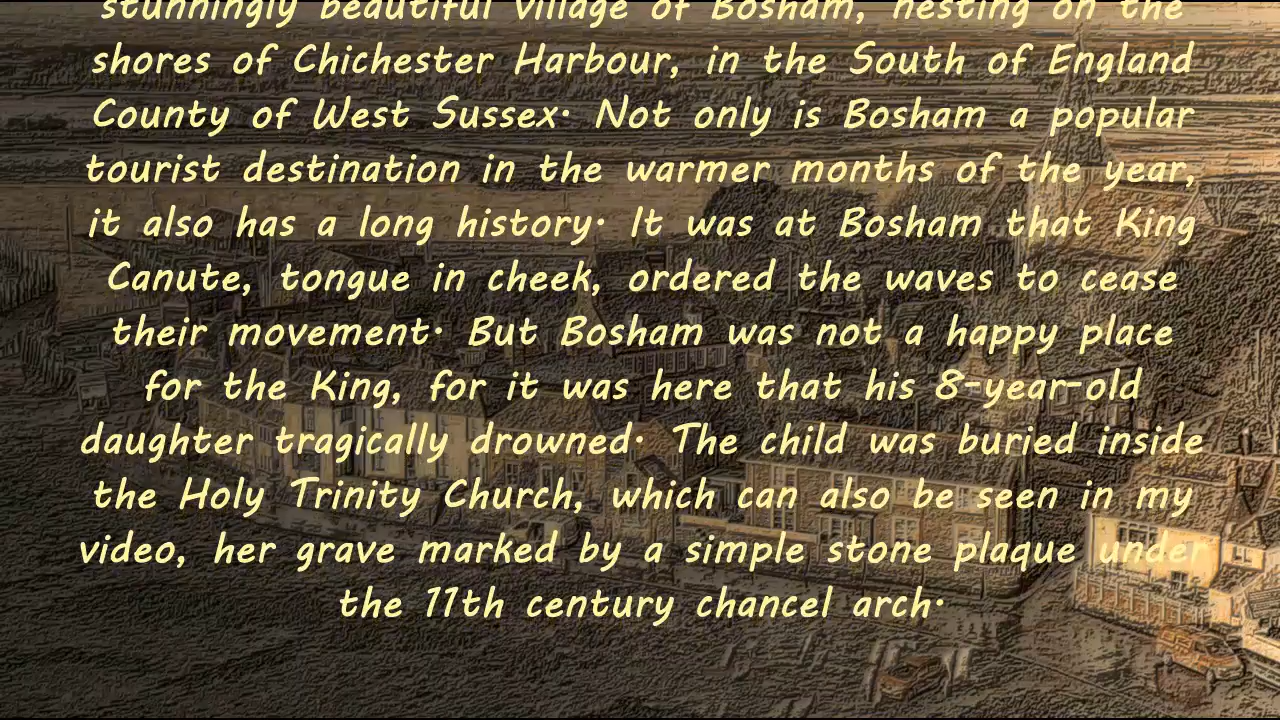 stunningly beautiful village of Bosham, nesting on the
shores of Chichester Harbour, in the South of England
County of West Sussex. Not only is Bosham a popular
tourist destination in the warmer months of the year,
it also has a long history. It was at Bosham that King
Canute, tongue in cheek, ordered the waves to cease
their movement. But Bosham was not a happy place
for the King, for it was here that his 8-year-old
daughter tragically drowned. The child was buried inside
the Holy Trinity Church, which can also be seen in my
video, her grave marked by a simple stone plaque under
the 11th century chancel arch.